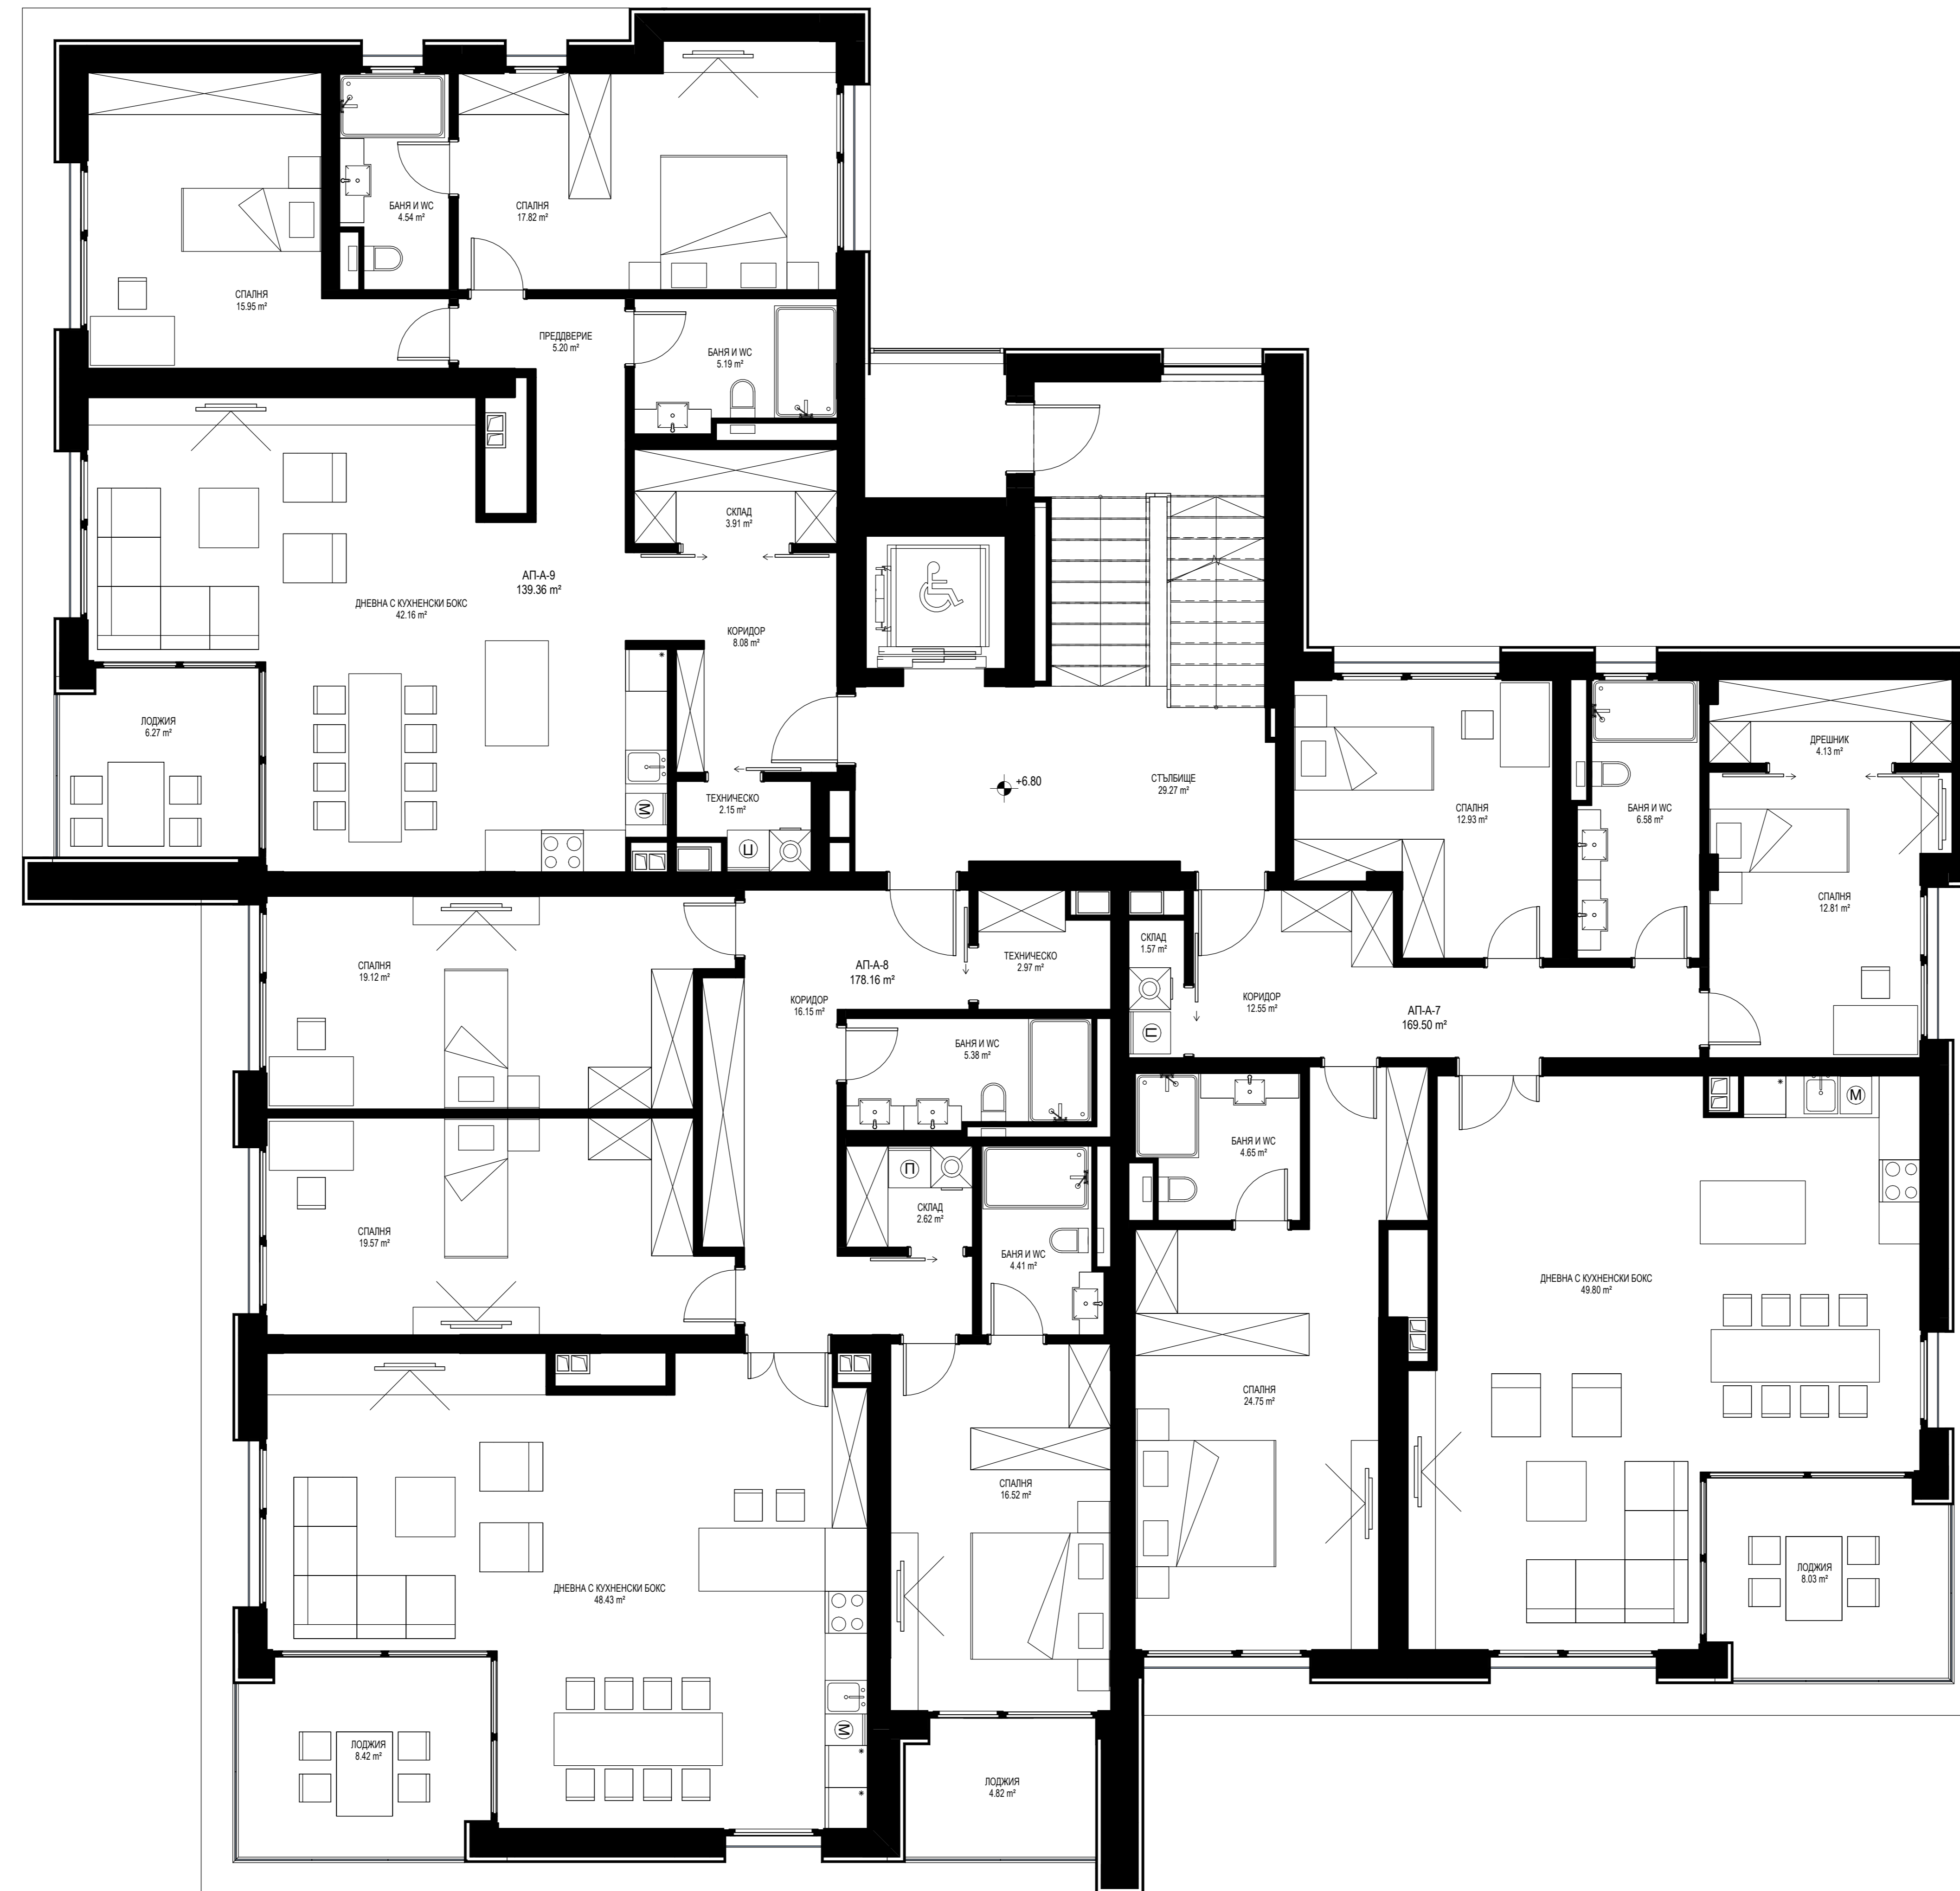 БАНЯ И WC
4.54 m²
СПАЛНЯ
17.82 m²
СПАЛНЯ
15.95 m²
ПРЕДДВЕРИЕ
5.20 m²
БАНЯ И WC
5.19 m²
СКЛАД
3.91 m²
АП-А-9
139.36 m²
ДНЕВНА С КУХНЕНСКИ БОКС
42.16 m²
КОРИДОР
8.08 m²
ЛОДЖИЯ
6.27 m²
ТЕХНИЧЕСКО
2.15 m²
М
П
+6.80
СТЪЛБИЩЕ
29.27 m²
СПАЛНЯ
12.93 m²
БАНЯ И WC
6.58 m²
ДРЕШНИК
4.13 m²
СПАЛНЯ
12.81 m²
СПАЛНЯ
19.12 m²
АП-А-8
178.16 m²
КОРИДОР
16.15 m²
ТЕХНИЧЕСКО
2.97 m²
СКЛАД
1.57 m²
П
КОРИДОР
12.55 m²
АП-А-7
169.50 m²
БАНЯ И WC
5.38 m²
БАНЯ И WC
4.65 m²
М
П
СКЛАД
2.62 m²
СПАЛНЯ
19.57 m²
БАНЯ И WC
4.41 m²
ДНЕВНА С КУХНЕНСКИ БОКС
49.80 m²
СПАЛНЯ
24.75 m²
СПАЛНЯ
16.52 m²
ДНЕВНА С КУХНЕНСКИ БОКС
48.43 m²
ЛОДЖИЯ
8.03 m²
М
ЛОДЖИЯ
8.42 m²
ЛОДЖИЯ
4.82 m²